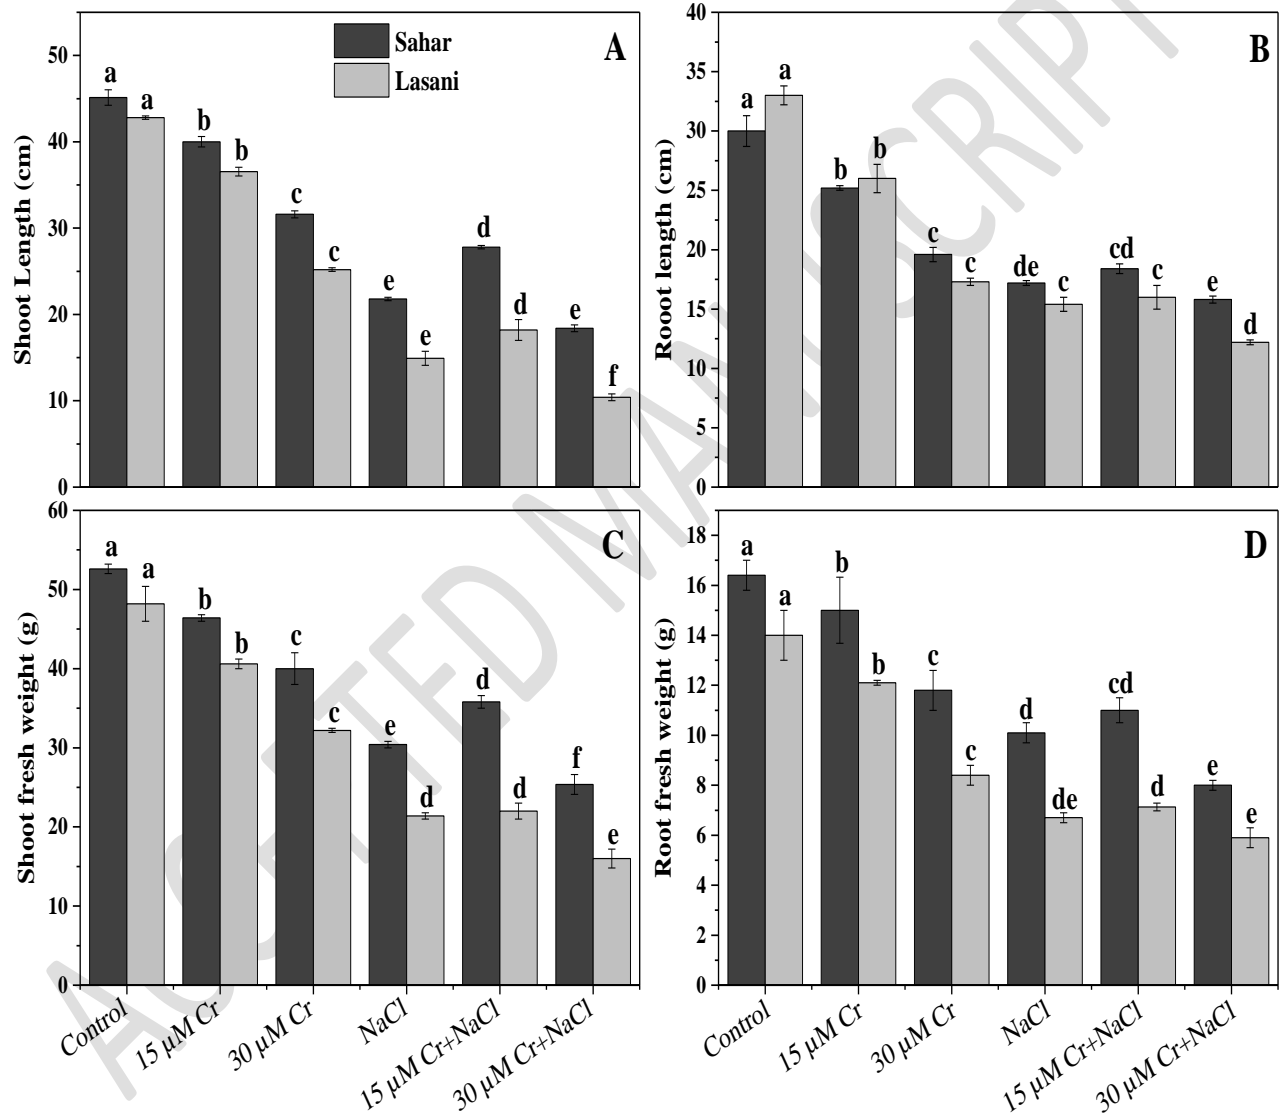 Sahar
Lasani
A
Shoot Length (cm)
50
40
30
20
10
0
a
a
b
b
c
c
e
e
d
d
e
f
B
Rooot length (cm)
40
35
30
25
20
15
10
5
0
a
a
b
b
c
c
de
c
cd
c
e
d
C
Shoot fresh weight (g)
60
50
40
30
20
10
0
a
a
b
b
c
c
e
d
d
d
f
e
Control
15 µM Cr
30 µM Cr
NaCl
15 µM Cr+NaCl
30 µM Cr+NaCl
D
Root fresh weight (g)
18
16
14
12
10
8
6
4
2
0
a
a
b
b
c
c
d
de
cd
d
e
e
Control
15 µM Cr
30 µM Cr
NaCl
15 µM Cr+NaCl
30 µM Cr+NaCl